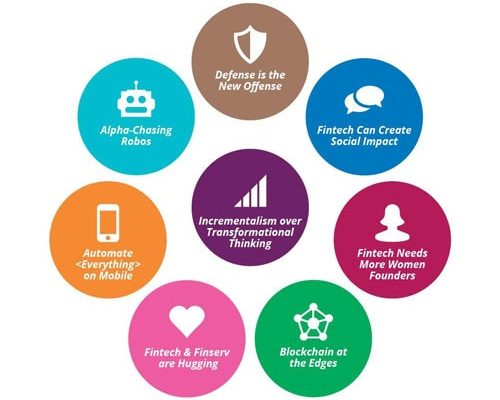 Defense is the
New Offense
Alpha-Chasing
Robos
Fintech Can Create
Social Impact
Incrementalism over
Transformational
Thinking
Automate
<Everything>
on Mobile
Fintech Needs
More Women
Founders
Fintech & Finserv
are Hugging
Blockchain at
the Edges